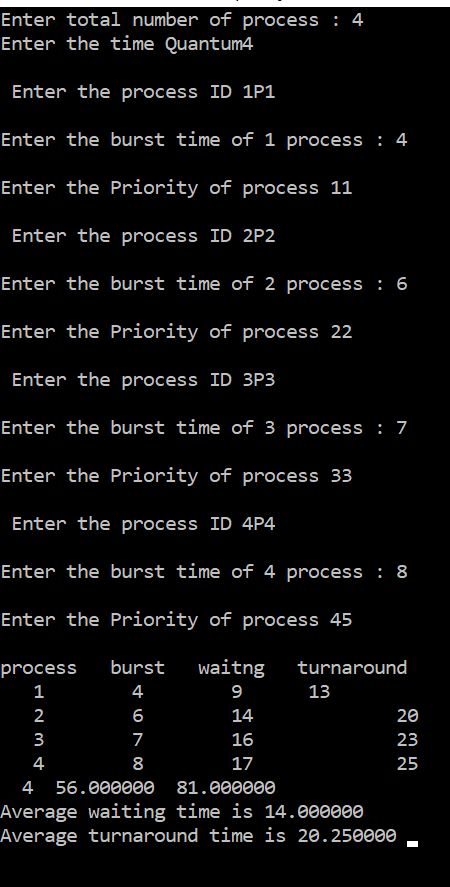 Enter total number of process : 4
Enter the time Quantum4
Enter the process ID 1P1
Enter the burst time of 1 process : 4
Enter the Priority of process 11
Enter the process ID 2P2
Enter the burst time of 2 process : 6
Enter the Priority of process 22
Enter the process ID 3P3
Enter the burst time of 3 process : 7
Enter the Priority of process 33
Enter the process ID 4P4
Enter the burst time of 4 process : 8
Enter the Priority of process 45
process burst waitng turnaround
1 4 9 13
2 6 14 20
3 7 16 23
4 8 17 25
4 56.000000 81.000000
Average waiting time is 14.000000
Average turnaround time is 20.250000